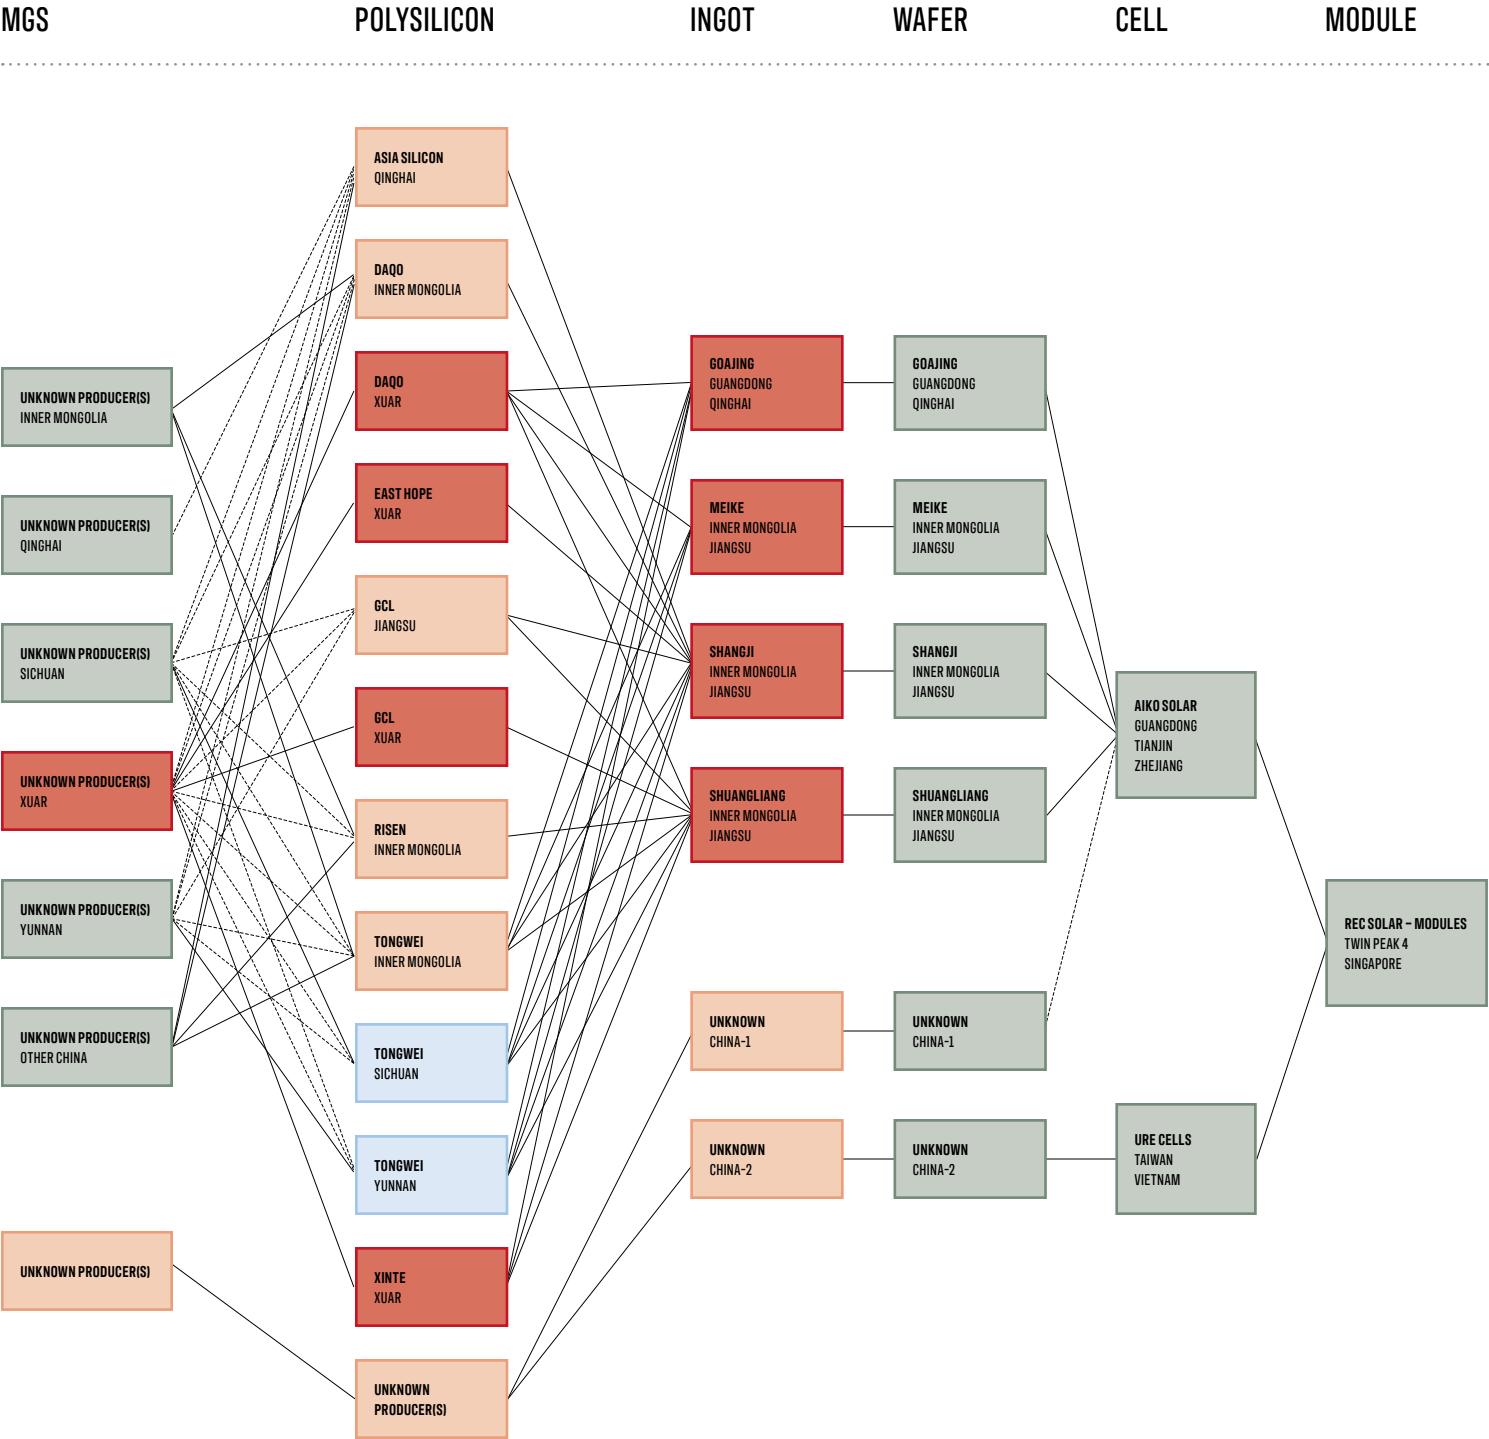 MGS
POLYSILICON
INGOT
WAFER
CELL
MODULE
UNKNOWN PRODUCER(S)
INNER MONGOLIA
UNKNOWN PRODUCER(S)
QINGHAI
UNKNOWN PRODUCER(S)
SICHUAN
UNKNOWN PRODUCER(S)
XUAR
UNKNOWN PRODUCER(S)
YUNNAN
UNKNOWN PRODUCER(S)
OTHER CHINA
UNKNOWN PRODUCER(S)
ASIA SILICON
QINGHAI
DAQO
INNER MONGOLIA
DAQO
XUAR
EAST HOPE
XUAR
GCL
JIANGSU
GCL
XUAR
RISEN
INNER MONGOLIA
TONGWEI
INNER MONGOLIA
TONGWEI
SICHUAN
TONGWEI
YUNNAN
XINTE
XUAR
UNKNOWN
PRODUCER(S)
GOAJING
GUANGDONG
QINGHAI
MEIKE
INNER MONGOLIA
JIANGSU
SHANGJI
INNER MONGOLIA
JIANGSU
SHUANGLIANG
INNER MONGOLIA
JIANGSU
UNKNOWN
CHINA-1
UNKNOWN
CHINA-2
GOAJING
GUANGDONG
QINGHAI
MEIKE
INNER MONGOLIA
JIANGSU
SHANGJI
INNER MONGOLIA
JIANGSU
SHUANGLIANG
INNER MONGOLIA
JIANGSU
UNKNOWN
CHINA-1
UNKNOWN
CHINA-2
AIKO SOLAR
GUANGDONG
TIANJIN
ZHEJIANG
URE CELLS
TAIWAN
VIETNAM
REC SOLAR – MODULES
TWIN PEAK 4
SINGAPORE